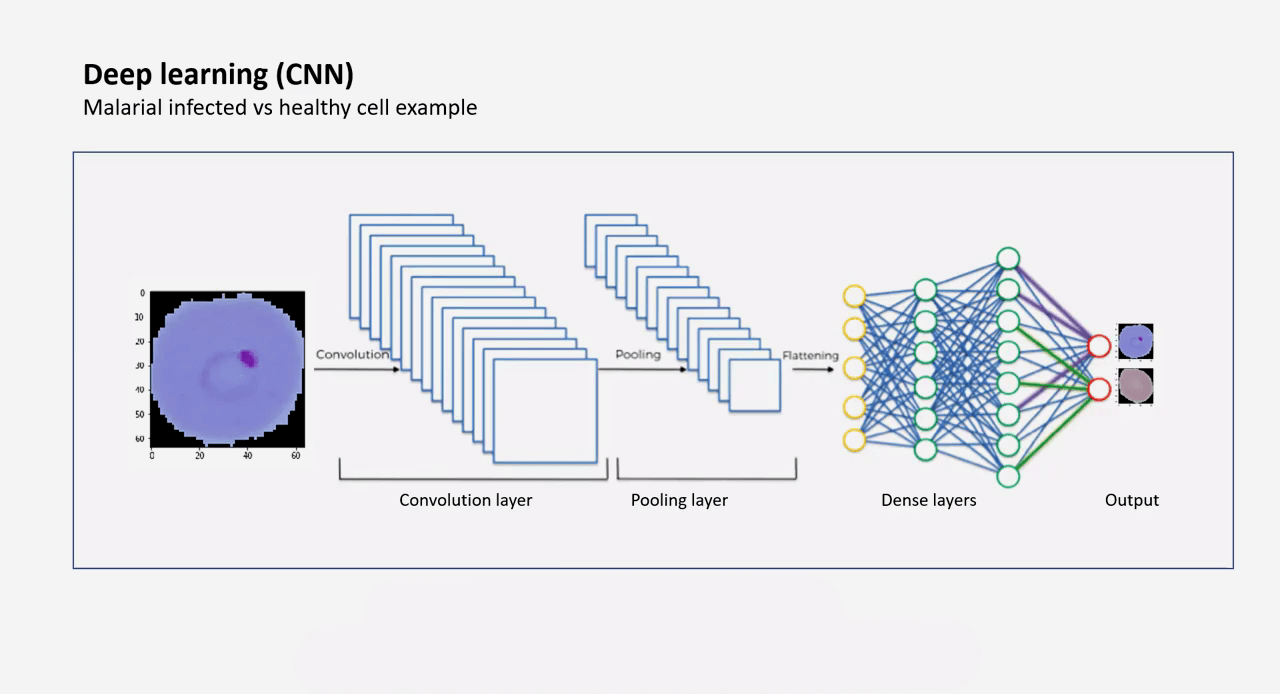 Deep learning (CNN)
Malarial infected vs healthy cell example
0
10
20
30
40
50
60
0 20 40 60
Convolution
Pooling
Flattening
Convolution layer
Pooling layer
Dense layers
Output